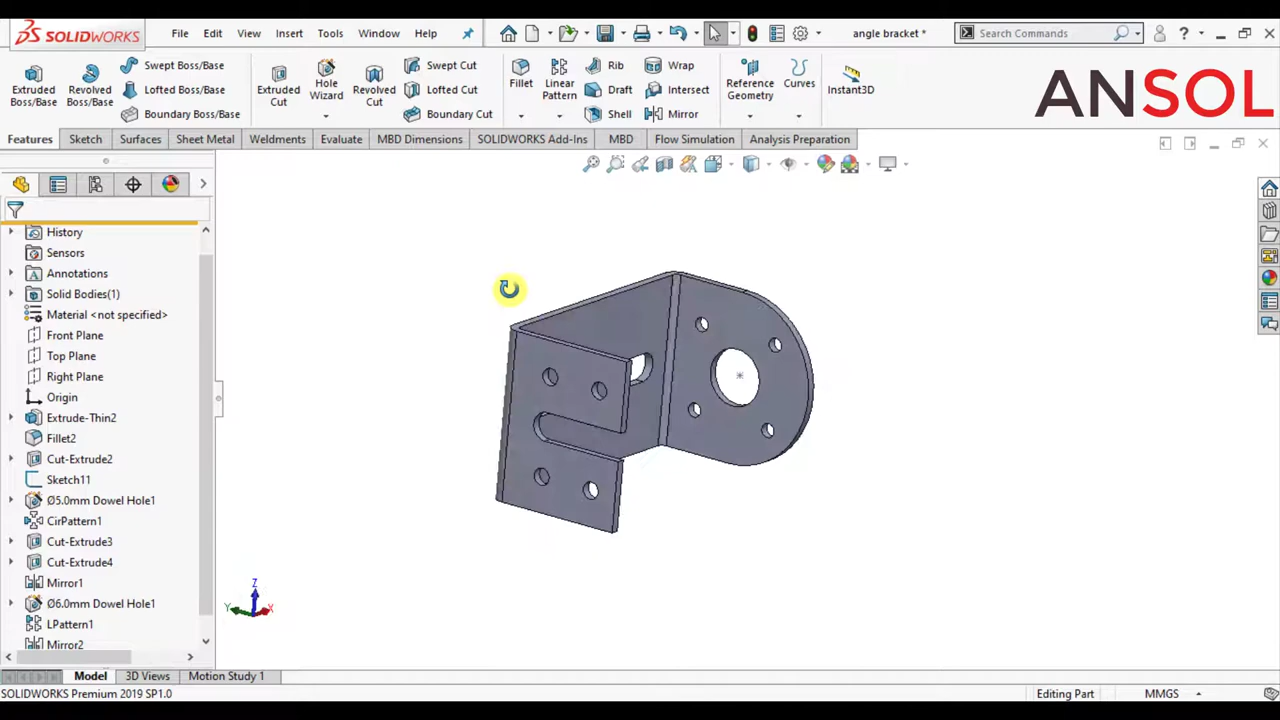 SOLIDWORKS File Edit View Insert Tools Window Help angle bracket * Search Commands ?
Extruded Boss/Base Revolved Boss/Base Swept Boss/Base Lofted Boss/Base Boundary Boss/Base Extruded Cut Hole Wizard Revolved Cut Swept Cut Lofted Cut Boundary Cut Fillet Linear Pattern Rib Draft Shell Wrap Intersect Mirror Reference Geometry Curves Instant3D
ANSOL
Features Sketch Surfaces Sheet Metal Weldments Evaluate MBD Dimensions SOLIDWORKS Add-Ins MBD Flow Simulation Analysis Preparation
History
Sensors
Annotations
Solid Bodies(1)
Material <not specified>
Front Plane
Top Plane
Right Plane
Origin
Extrude-Thin2
Fillet2
Cut-Extrude2
Sketch11
Ø5.0mm Dowel Hole1
CirPattern1
Cut-Extrude3
Cut-Extrude4
Mirror1
Ø6.0mm Dowel Hole1
LPattern1
Mirror2
Z
Y X
Model 3D Views Motion Study 1
SOLIDWORKS Premium 2019 SP1.0 Editing Part MMGS